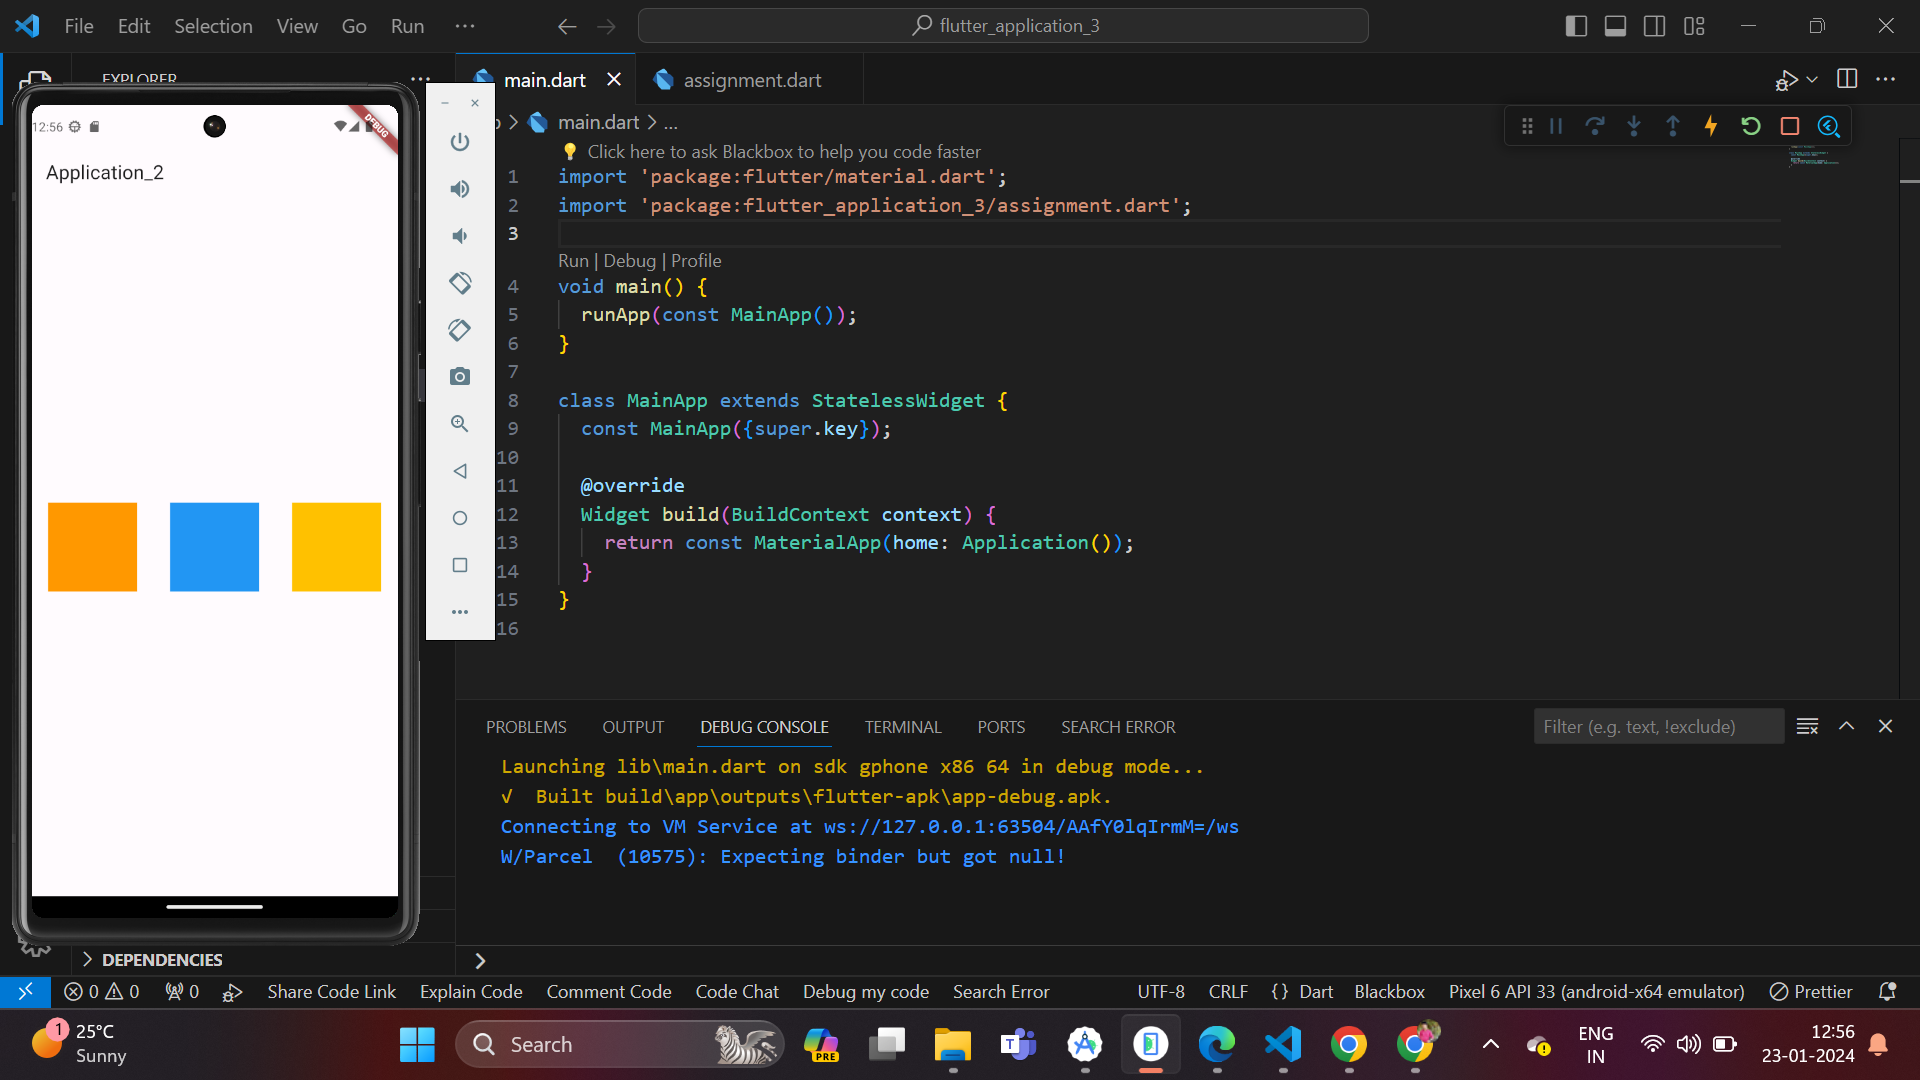 File Edit Selection View Go Run ...
flutter_application_3
EXPLORER ...
main.dart
assignment.dart
main.dart > ...
12:56
DEBUG
Application_2
Click here to ask Blackbox to help you code faster
1 import 'package:flutter/material.dart';
2 import 'package:flutter_application_3/assignment.dart';
3
Run | Debug | Profile
4 void main() {
5 runApp(const MainApp());
6 }
7
8 class MainApp extends StatelessWidget {
9 const MainApp({super.key});
10
11 @override
12 Widget build(BuildContext context) {
13 return const MaterialApp(home: Application());
14 }
15 }
16
PROBLEMS OUTPUT DEBUG CONSOLE TERMINAL PORTS SEARCH ERROR
Filter (e.g. text, !exclude)
Launching lib\main.dart on sdk gphone x86 64 in debug mode...
√ Built build\app\outputs\flutter-apk\app-debug.apk.
Connecting to VM Service at ws://127.0.0.1:63504/AAfY0lqIrmM=/ws
W/Parcel (10575): Expecting binder but got null!
DEPENDENCIES
0 0 0 Share Code Link Explain Code Comment Code Code Chat Debug my code Search Error UTF-8 CRLF {} Dart Blackbox Pixel 6 API 33 (android-x64 emulator) Prettier
1
25°C
Sunny
Search
PRE
ENG
IN
12:56
23-01-2024